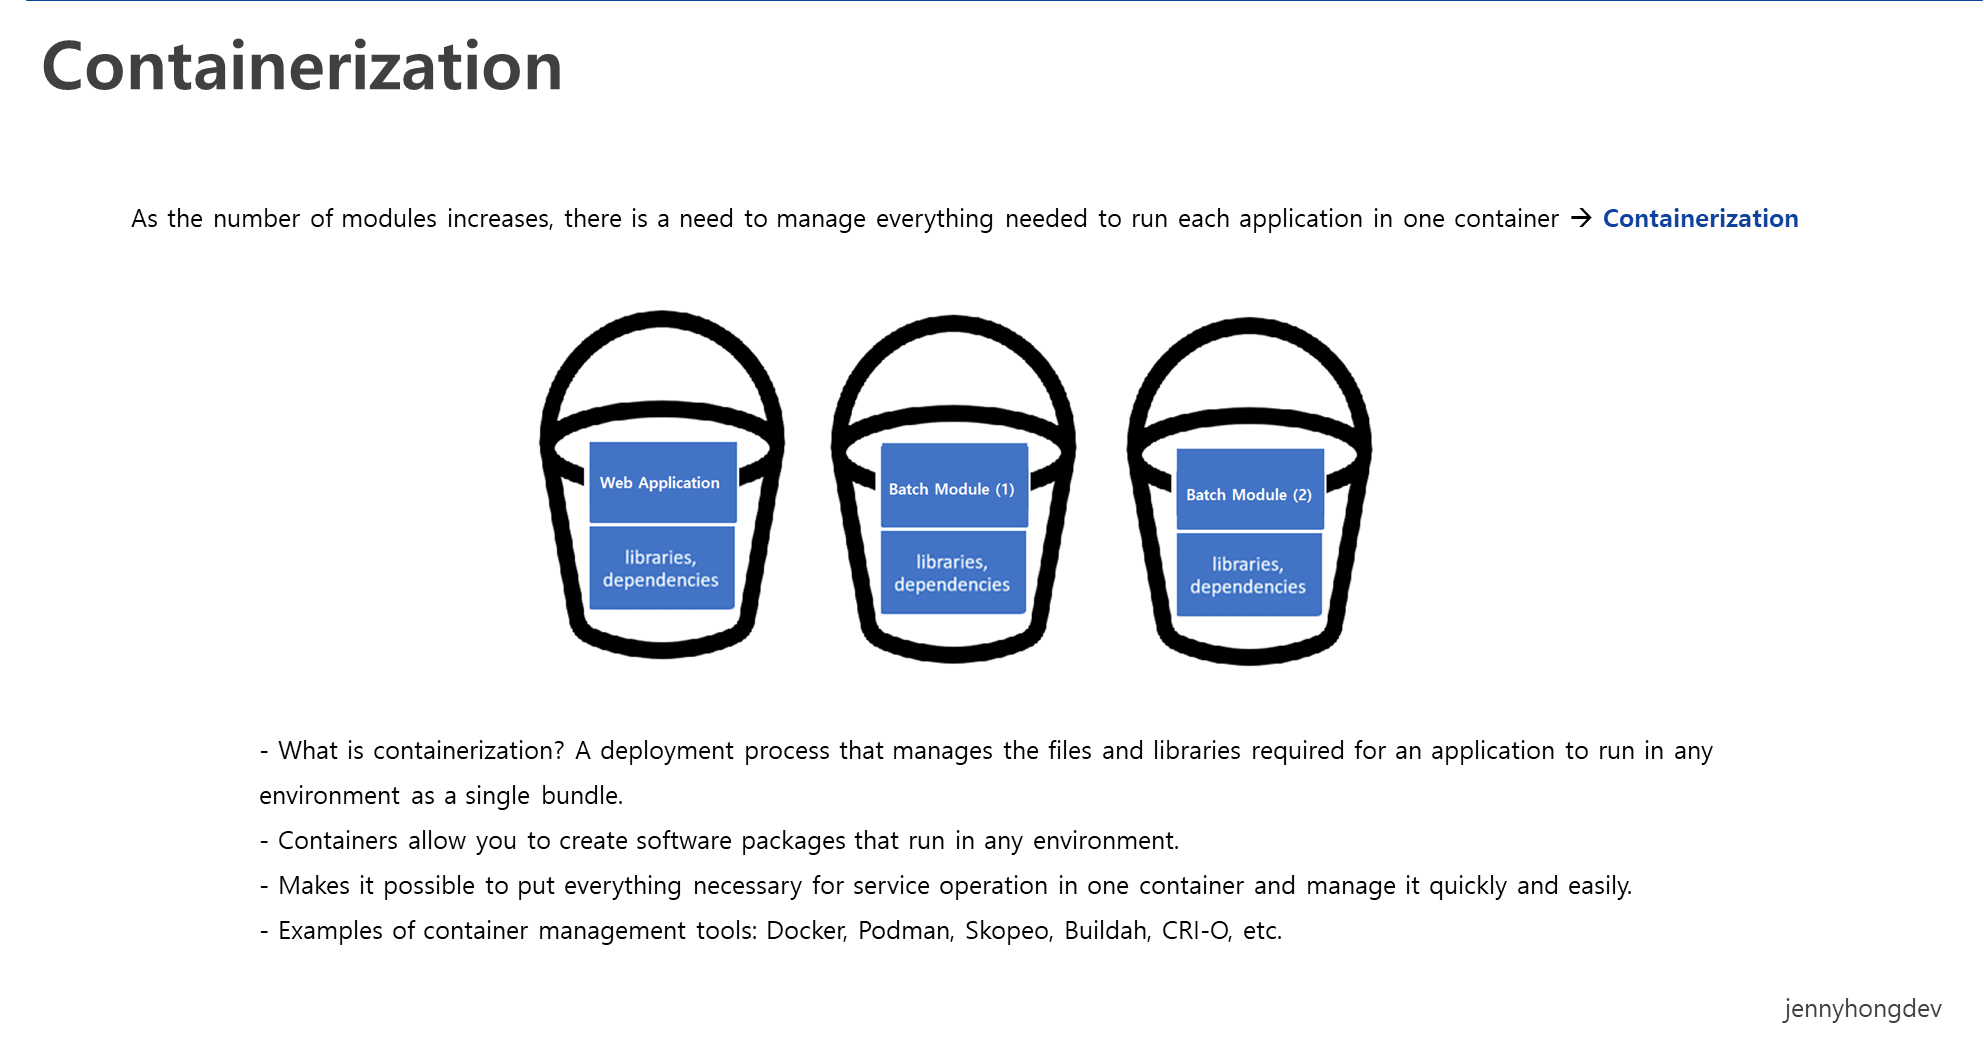 Containerization
As the number of modules increases, there is a need to manage everything needed to run each application in one container → Containerization
Web Application
libraries,
dependencies
Batch Module (1)
libraries,
dependencies
Batch Module (2)
libraries,
dependencies
- What is containerization? A deployment process that manages the files and libraries required for an application to run in any
environment as a single bundle.
- Containers allow you to create software packages that run in any environment.
- Makes it possible to put everything necessary for service operation in one container and manage it quickly and easily.
- Examples of container management tools: Docker, Podman, Skopeo, Buildah, CRI-O, etc.
jennyhongdev